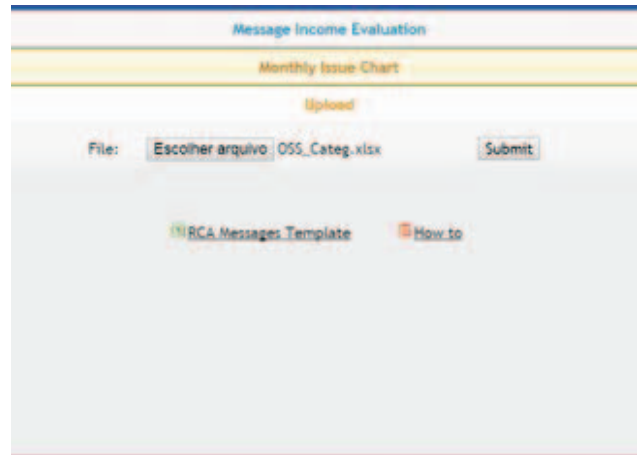 Message Income Evaluation
Monthly Issue Chart
Upload
File: Escolher arquivo OSS_Categ.xlsx Submit
RCA Messages Template How to